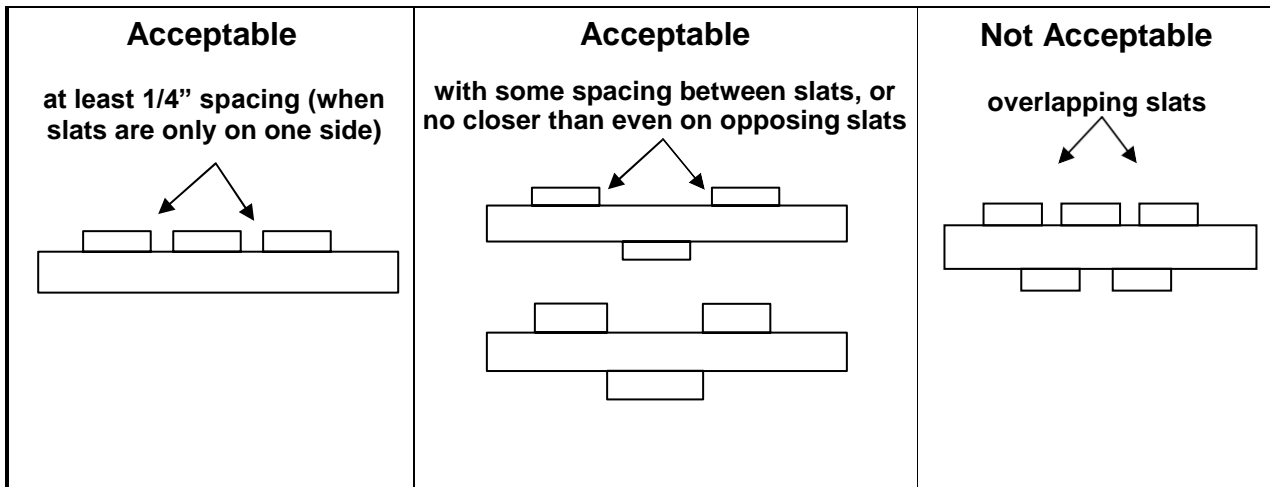 Acceptable
at least 1/4” spacing (when
slats are only on one side)
Acceptable
with some spacing between slats, or
no closer than even on opposing slats
Not Acceptable
overlapping slats